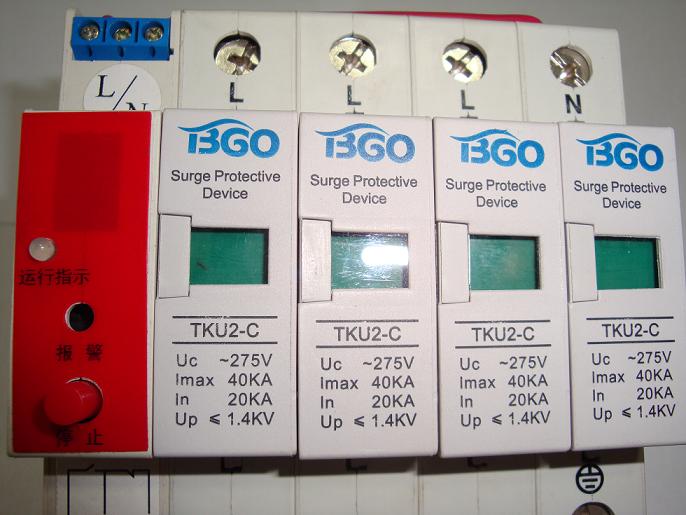 L/N
L
L
L
N
BGO
Surge Protective
Device
TKU2-C
Uc ~275V
Imax 40KA
In 20KA
Up ≤ 1.4KV
BGO
Surge Protective
Device
TKU2-C
Uc ~275V
Imax 40KA
In 20KA
Up ≤ 1.4KV
BGO
Surge Protective
Device
TKU2-C
Uc ~275V
Imax 40KA
In 20KA
Up ≤ 1.4KV
BGO
Surge Protective
Device
TKU2-C
Uc ~275V
Imax 40KA
In 20KA
Up ≤ 1.4KV
运行指示
报 警
停 止